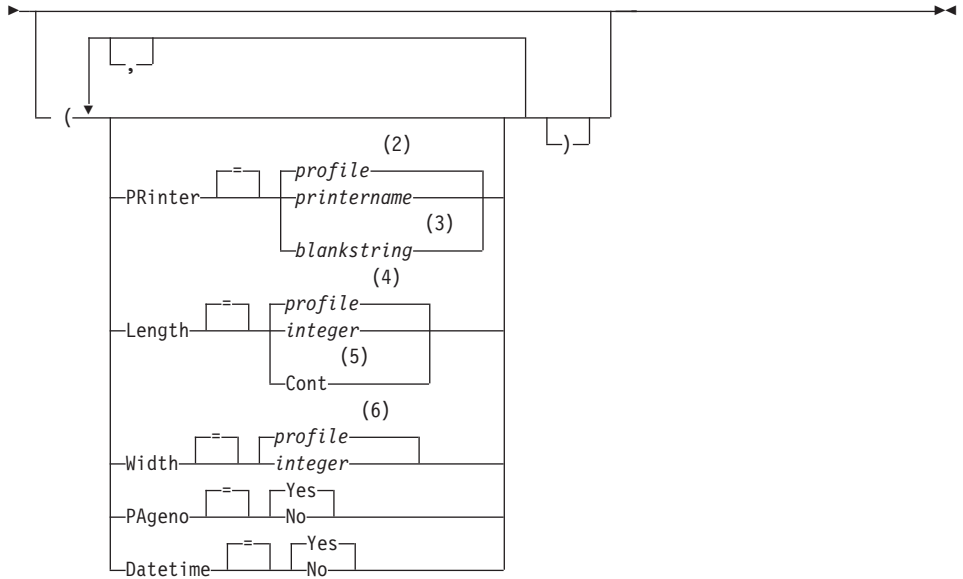 ,
(
)
(2)
= profile
PRinter printername
(3)
blankstring
(4)
= profile
Length integer
(5)
Cont
(6)
= profile
Width integer
= Yes
PAgeno No
= Yes
Datetime No